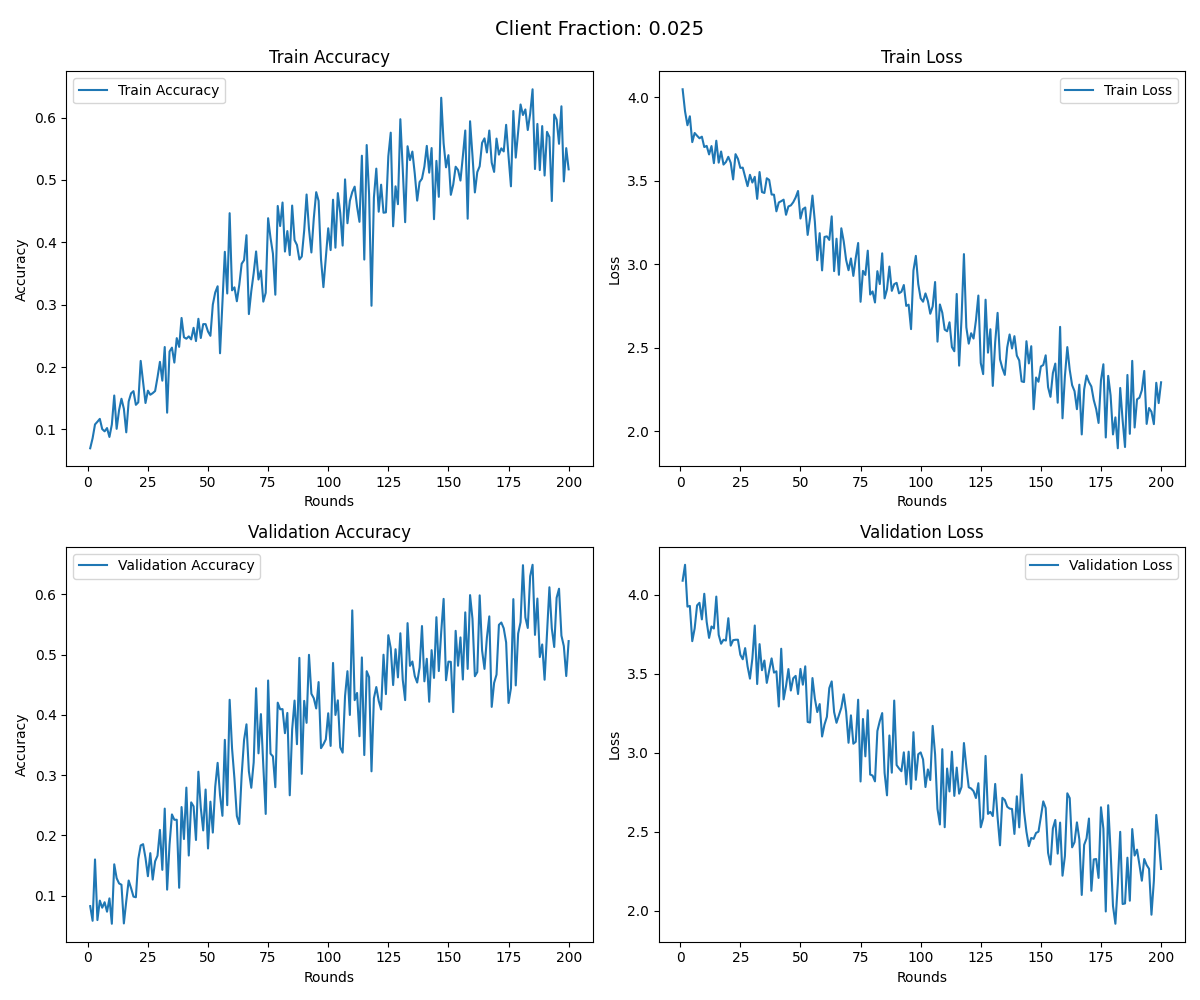 Client Fraction: 0.025
Train Accuracy
Train Accuracy
0.6
0.5
0.4
0.3
0.2
0.1
Accuracy
0 25 50 75 100 125 150 175 200
Rounds
Train Loss
Train Loss
4.0
3.5
3.0
2.5
2.0
Loss
0 25 50 75 100 125 150 175 200
Rounds
Validation Accuracy
Validation Accuracy
0.6
0.5
0.4
0.3
0.2
0.1
Accuracy
0 25 50 75 100 125 150 175 200
Rounds
Validation Loss
Validation Loss
4.0
3.5
3.0
2.5
2.0
Loss
0 25 50 75 100 125 150 175 200
Rounds